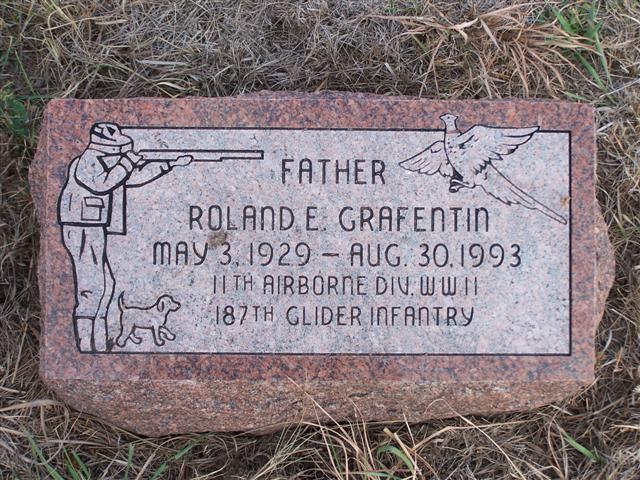 FATHER
ROLAND E. GRAFENTIN
MAY 3, 1929 – AUG. 30, 1993
11TH AIRBORNE DIV. WW II
187TH GLIDER INFANTRY